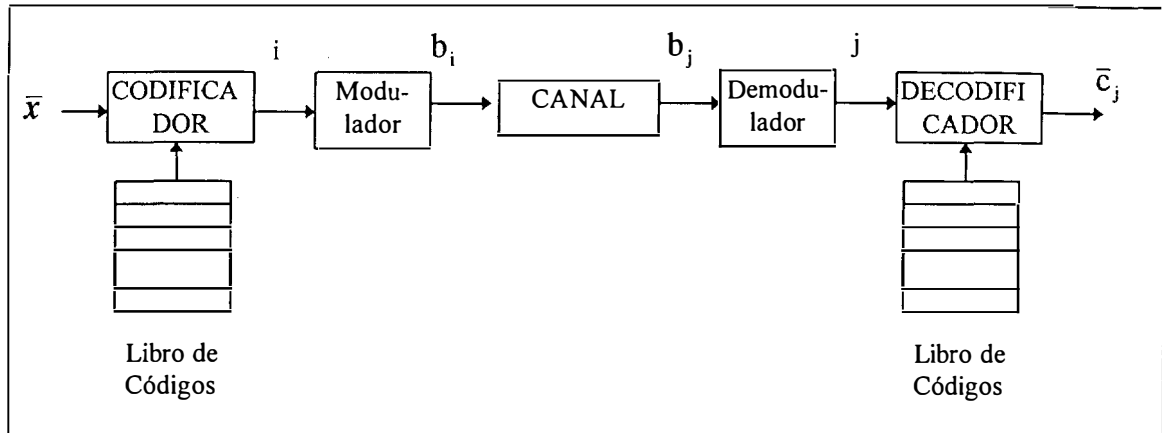 i
b_i
b_j
j
x̄
CODIFICA
DOR
Modu-
lador
CANAL
Demodu-
lador
DECODIFI
CADOR
c̄_j
Libro de
Códigos
Libro de
Códigos